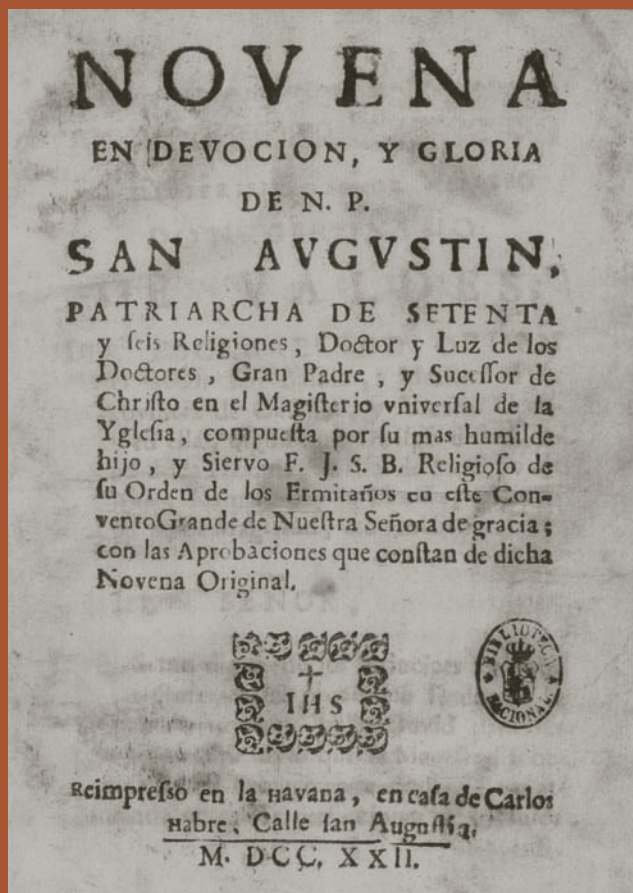 NOVENA
EN DEVOCION, Y GLORIA
DE N. P.
SAN AVGVSTIN,
PATRIARCHA DE SETENTA
y ſeis Religiones, Doctor y Luz de los
Doctores, Gran Padre, y Suceſſor de
Chriſto en el Magiſterio vniverſal de la
Ygleſia, compueſta por ſu mas humilde
hijo, y Siervo F. J. S. B. Religioſo de
ſu Orden de los Ermitaños en eſte Con-
ventoGrande de Nueſtra Señora de gracia;
con las Aprobaciones que conſtan de dicha
Novena Original.
IHS
BIBLIOTECA
NACIONAL
Reimpreſſo en la Havana, en caſa de Carlos
Habre, Calle ſan Auguſtin,
M. DCC. XXII.